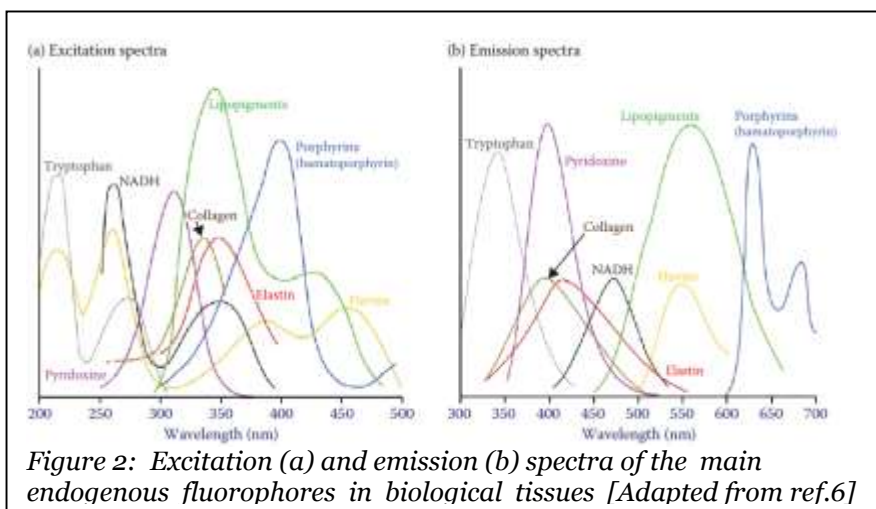 (a) Excitation spectra
Lipopigments
Porphyrins
(hamatoporphyrin)
Tryptophan
NADH
Collagen
Elastin
Flavins
Pyridoxine
200 250 300 350 400 450 500
Wavelength (nm)
(b) Emission spectra
Lipopigments
Porphyrins
(hamatoporphyrin)
Tryptophan
Pyridoxine
Collagen
NADH
Flavins
Elastin
300 350 400 450 500 550 600 650 700
Wavelength (nm)
Figure 2: Excitation (a) and emission (b) spectra of the main
endogenous fluorophores in biological tissues [Adapted from ref.6]